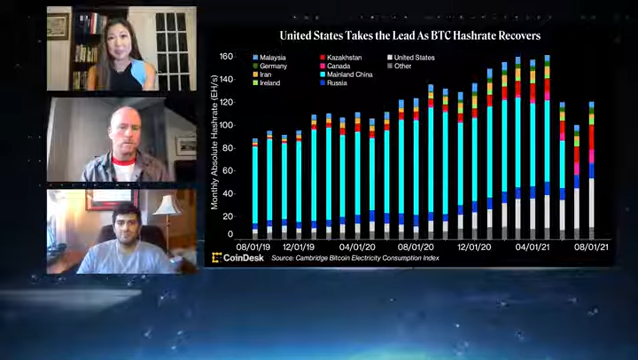 United States Takes the Lead As BTC Hashrate Recovers
Monthly Absolute Hashrate (EH/s)
160
140
120
100
80
60
40
20
0
Malaysia
Germany
Iran
Ireland
Kazakhstan
Canada
Mainland China
Russia
United States
Other
08/01/19 12/01/19 04/01/20 08/01/20 12/01/20 04/01/21 08/01/21
CoinDesk Source: Cambridge Bitcoin Electricity Consumption Index